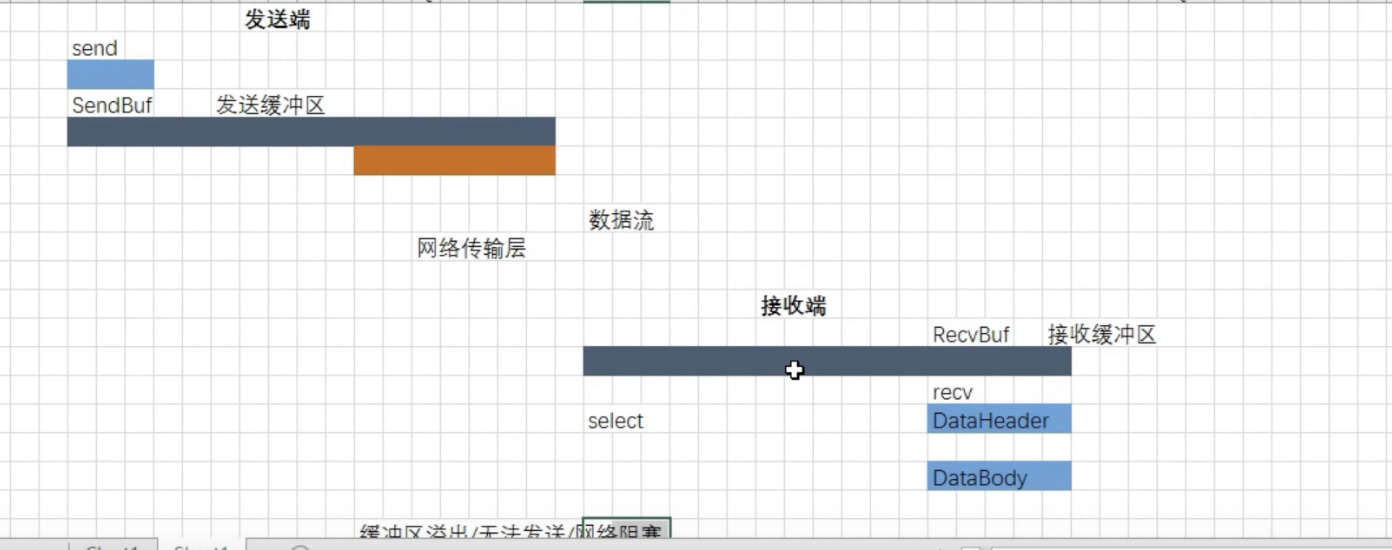 发送端
send
SendBuf 发送缓冲区
数据流
网络传输层
接收端
RecvBuf 接收缓冲区
recv
select DataHeader
DataBody
缓冲区溢出/无法发送/网络阻塞